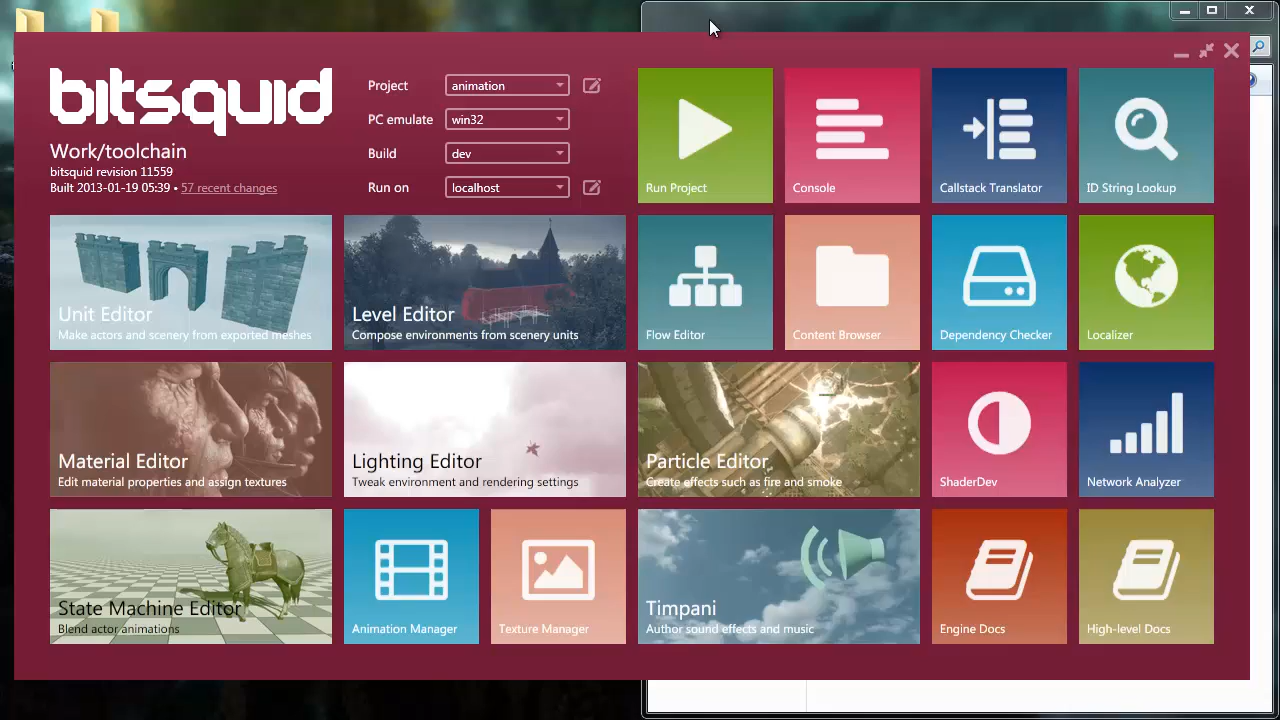 bitsquid
Work/toolchain
bitsquid revision 11559
Built 2013-01-19 05:39 • 57 recent changes
Project animation
PC emulate win32
Build dev
Run on localhost
Run Project
Console
Callstack Translator
ID String Lookup
Unit Editor
Make actors and scenery from exported meshes
Level Editor
Compose environments from scenery units
Flow Editor
Content Browser
Dependency Checker
Localizer
Material Editor
Edit material properties and assign textures
Lighting Editor
Tweak environment and rendering settings
Particle Editor
Create effects such as fire and smoke
ShaderDev
Network Analyzer
State Machine Editor
Blend actor animations
Animation Manager
Texture Manager
Timpani
Author sound effects and music
Engine Docs
High-level Docs